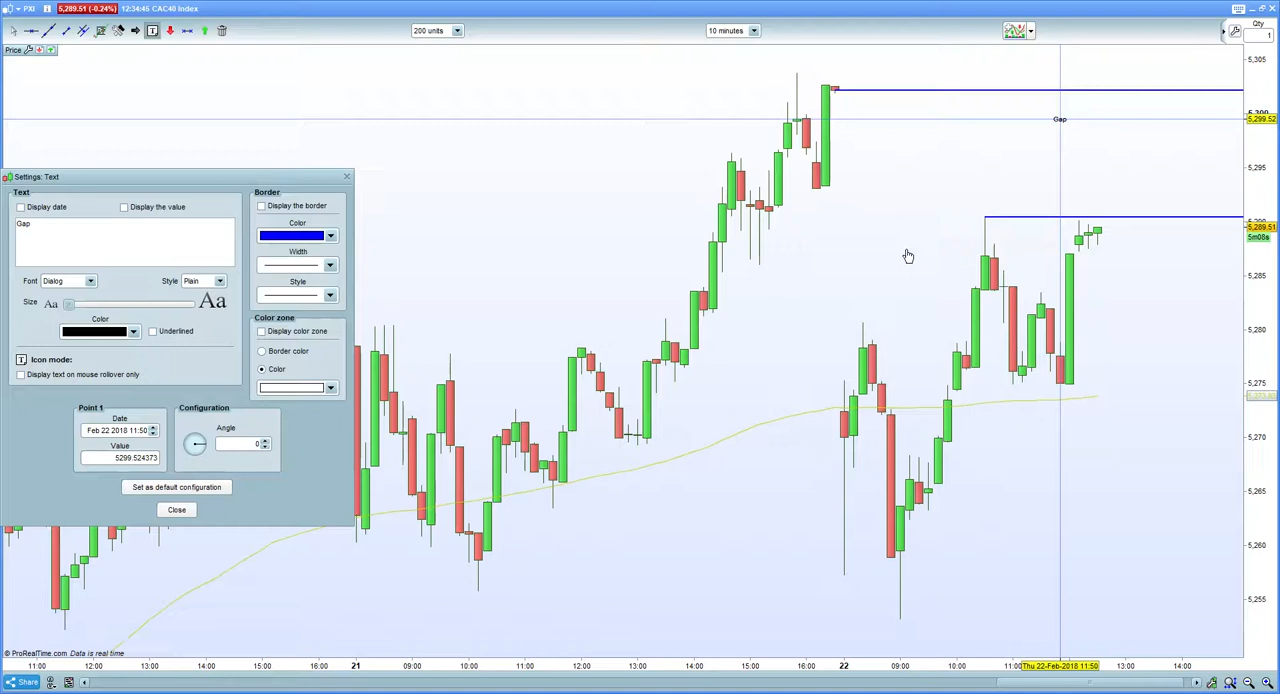 PXI
5,289.51 (-0.24%)
12:34:45 CAC40 Index
200 units
10 minutes
Qty
1
Price
5,305
5,299.52
5,295
5,289.51
5m08s
5,285
5,280
5,275
5,270
5,265
5,260
5,255
Gap
Settings: Text
Text
Display date
Display the value
Gap
Font
Dialog
Style
Plain
Size
Aa
Aa
Color
Underlined
Icon mode:
Display text on mouse rollover only
Border
Display the border
Color
Width
Style
Color zone
Display color zone
Border color
Color
Point 1
Date
Feb 22 2018 11:50
Value
5299.524373
Configuration
Angle
0
Set as default configuration
Close
© ProRealTime.com Data is real time
11:00 12:00 13:00 14:00 15:00 16:00 21 09:00 10:00 11:00 12:00 13:00 14:00 15:00 16:00 22 09:00 10:00 11:00 Thu 22-Feb-2018 11:50 13:00 14:00
Share